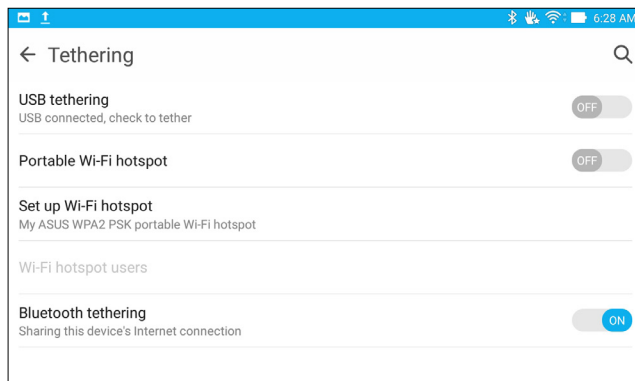 6:28 AM
Tethering
USB tethering
OFF
USB connected, check to tether
Portable Wi-Fi hotspot
OFF
Set up Wi-Fi hotspot
My ASUS WPA2 PSK portable Wi-Fi hotspot
Wi-Fi hotspot users
Bluetooth tethering
ON
Sharing this device's Internet connection